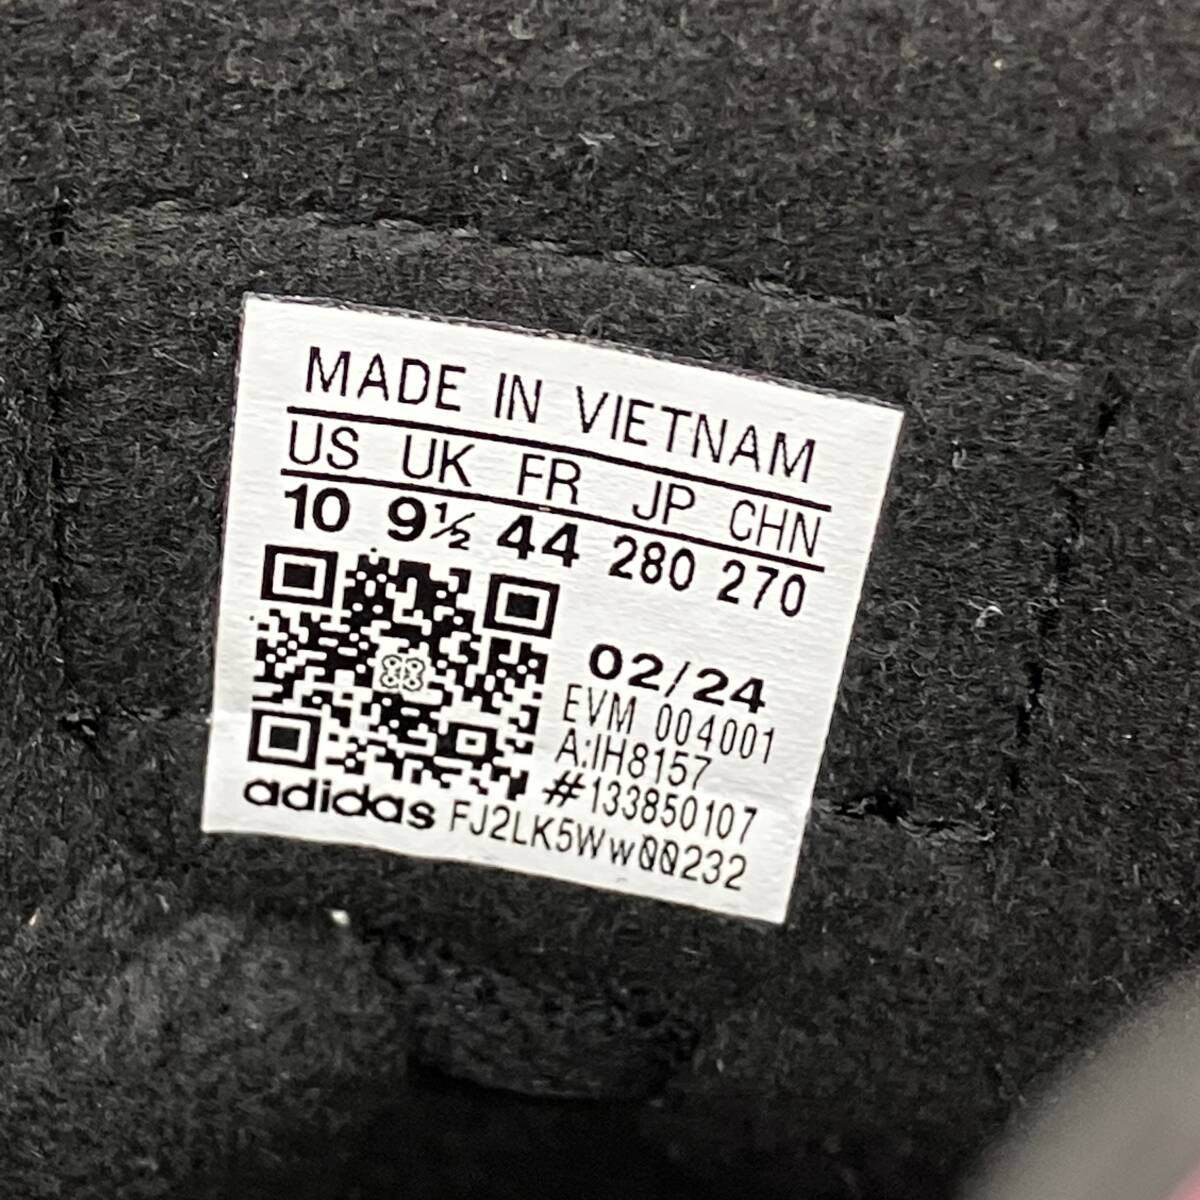 MADE IN VIETNAM
US UK FR JP CHN
10 9½ 44 280 270
02/24
EVM 004001
A:IH8157
#133850107
adidas FJ2LK5Ww00232